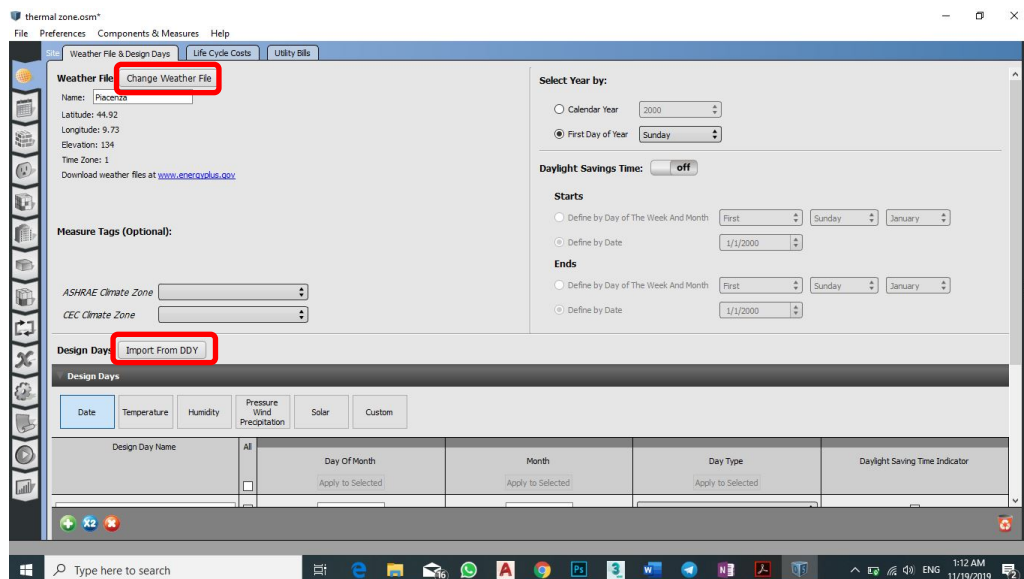 thermal zone.osm*
File Preferences Components & Measures Help
Site Weather File & Design Days Life Cycle Costs Utility Bills
Weather File Change Weather File
Name: Piacenza
Latitude: 44.92
Longitude: 9.73
Elevation: 134
Time Zone: 1
Download weather files at www.energyplus.gov
Measure Tags (Optional):
ASHRAE Climate Zone
CEC Climate Zone
Select Year by:
Calendar Year 2000
First Day of Year Sunday
Daylight Savings Time: off
Starts
Define by Day of The Week And Month First Sunday January
Define by Date 1/1/2000
Ends
Define by Day of The Week And Month First Sunday January
Define by Date 1/1/2000
Design Days Import From DDY
Design Days
Date Temperature Humidity Pressure Wind Precipitation Solar Custom
Design Day Name All Day Of Month Month Day Type Daylight Saving Time Indicator
Apply to Selected Apply to Selected Apply to Selected
X2
Type here to search
16
Ps 3 W N
ENG 1:12 AM
11/19/2019
2